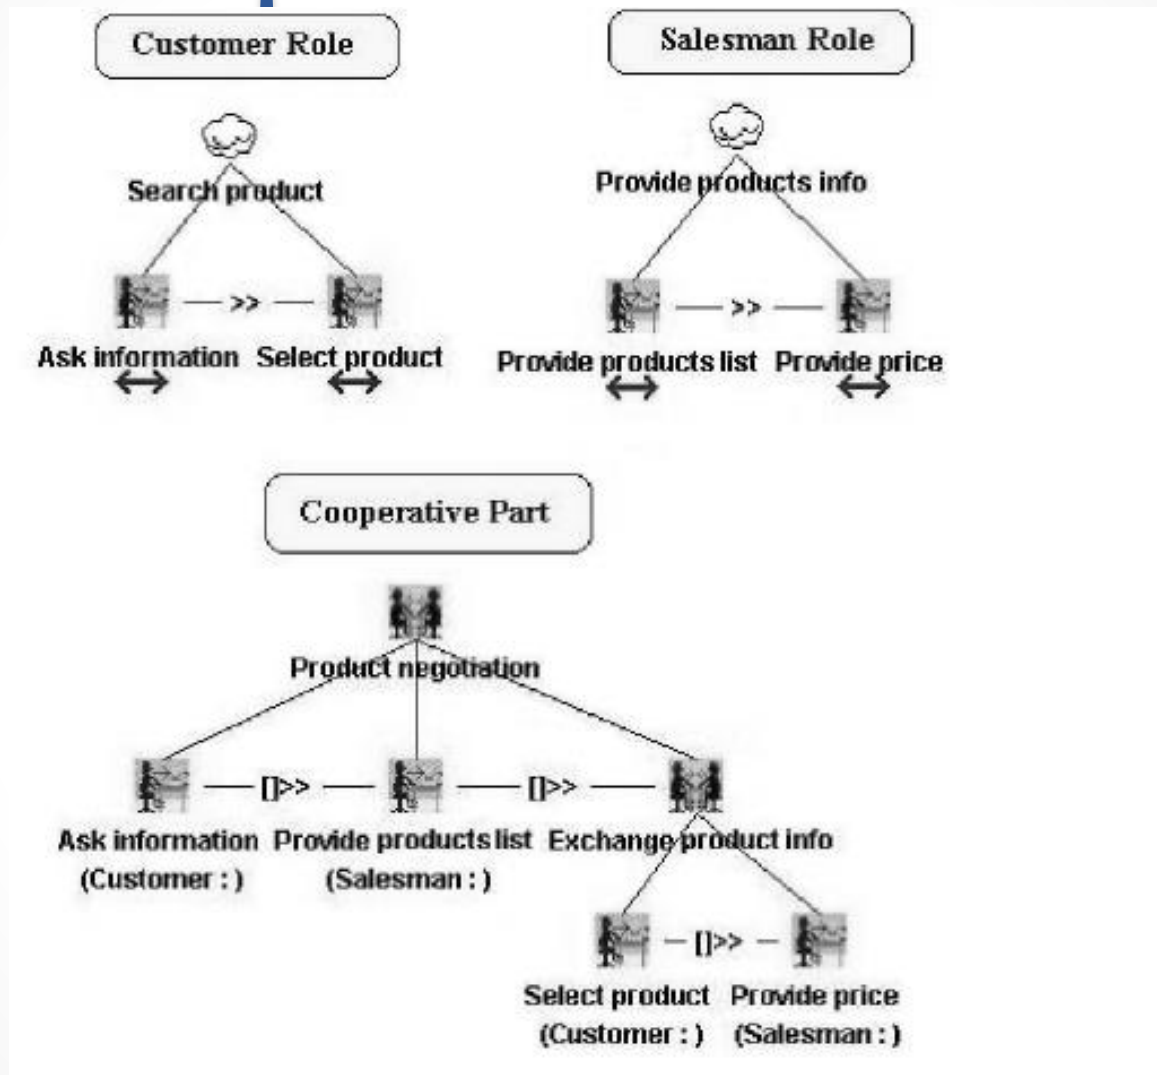 Customer Role
Salesman Role
Search product
Provide products info
>>
>>
Ask information Select product
Provide products list Provide price
Cooperative Part
Product negotiation
[]>> []>>
Ask information Provide products list Exchange product info
(Customer : ) (Salesman : )
[]>>
Select product Provide price
(Customer : ) (Salesman : )